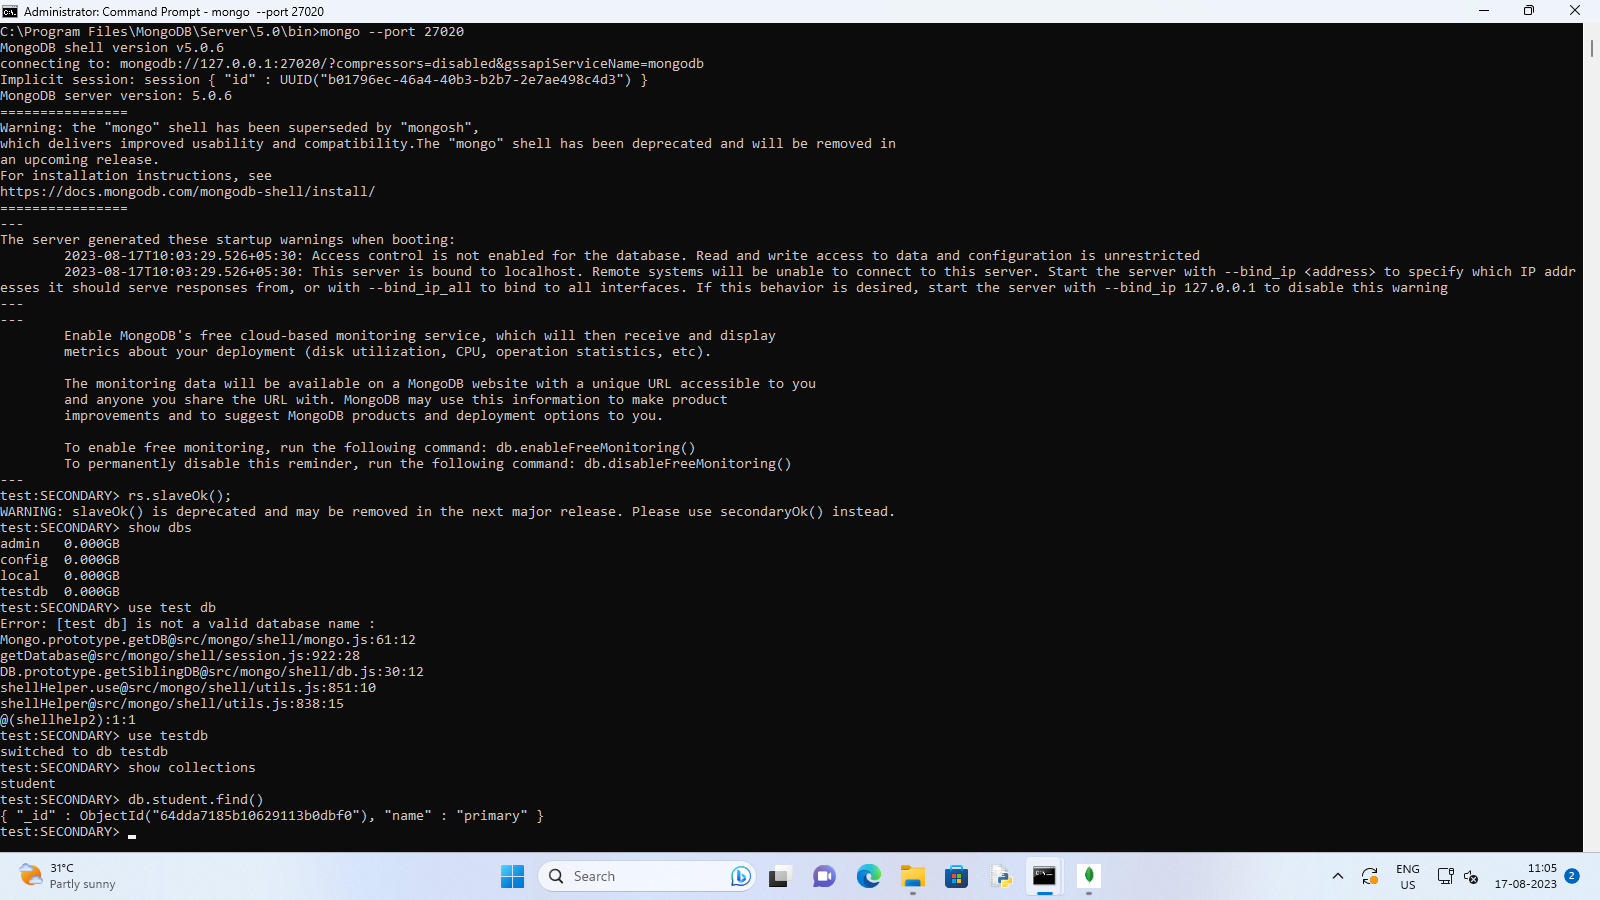 Administrator: Command Prompt - mongo  --port 27020
C:\Program Files\MongoDB\Server\5.0\bin>mongo --port 27020
MongoDB shell version v5.0.6
connecting to: mongodb://127.0.0.1:27020/?compressors=disabled&gssapiServiceName=mongodb
Implicit session: session { "id" : UUID("b01796ec-46a4-40b3-b2b7-2e7ae498c4d3") }
MongoDB server version: 5.0.6
================
Warning: the "mongo" shell has been superseded by "mongosh",
which delivers improved usability and compatibility.The "mongo" shell has been deprecated and will be removed in
an upcoming release.
For installation instructions, see
https://docs.mongodb.com/mongodb-shell/install/
================
---
The server generated these startup warnings when booting:
        2023-08-17T10:03:29.526+05:30: Access control is not enabled for the database. Read and write access to data and configuration is unrestricted
        2023-08-17T10:03:29.526+05:30: This server is bound to localhost. Remote systems will be unable to connect to this server. Start the server with --bind_ip <address> to specify which IP addr
esses it should serve responses from, or with --bind_ip_all to bind to all interfaces. If this behavior is desired, start the server with --bind_ip 127.0.0.1 to disable this warning
---
---
        Enable MongoDB's free cloud-based monitoring service, which will then receive and display
        metrics about your deployment (disk utilization, CPU, operation statistics, etc).

        The monitoring data will be available on a MongoDB website with a unique URL accessible to you
        and anyone you share the URL with. MongoDB may use this information to make product
        improvements and to suggest MongoDB products and deployment options to you.

        To enable free monitoring, run the following command: db.enableFreeMonitoring()
        To permanently disable this reminder, run the following command: db.disableFreeMonitoring()
---
test:SECONDARY> rs.slaveOk();
WARNING: slaveOk() is deprecated and may be removed in the next major release. Please use secondaryOk() instead.
test:SECONDARY> show dbs
admin   0.000GB
config  0.000GB
local   0.000GB
testdb  0.000GB
test:SECONDARY> use test db
Error: [test db] is not a valid database name :
Mongo.prototype.getDB@src/mongo/shell/mongo.js:61:12
getDatabase@src/mongo/shell/session.js:922:28
DB.prototype.getSiblingDB@src/mongo/shell/db.js:30:12
shellHelper.use@src/mongo/shell/utils.js:851:10
shellHelper@src/mongo/shell/utils.js:838:15
@(shellhelp2):1:1
test:SECONDARY> use testdb
switched to db testdb
test:SECONDARY> show collections
student
test:SECONDARY> db.student.find()
{ "_id" : ObjectId("64dda7185b10629113b0dbf0"), "name" : "primary" }
test:SECONDARY>
31°C
Partly sunny
Search
ENG
US
11:05
17-08-2023
2